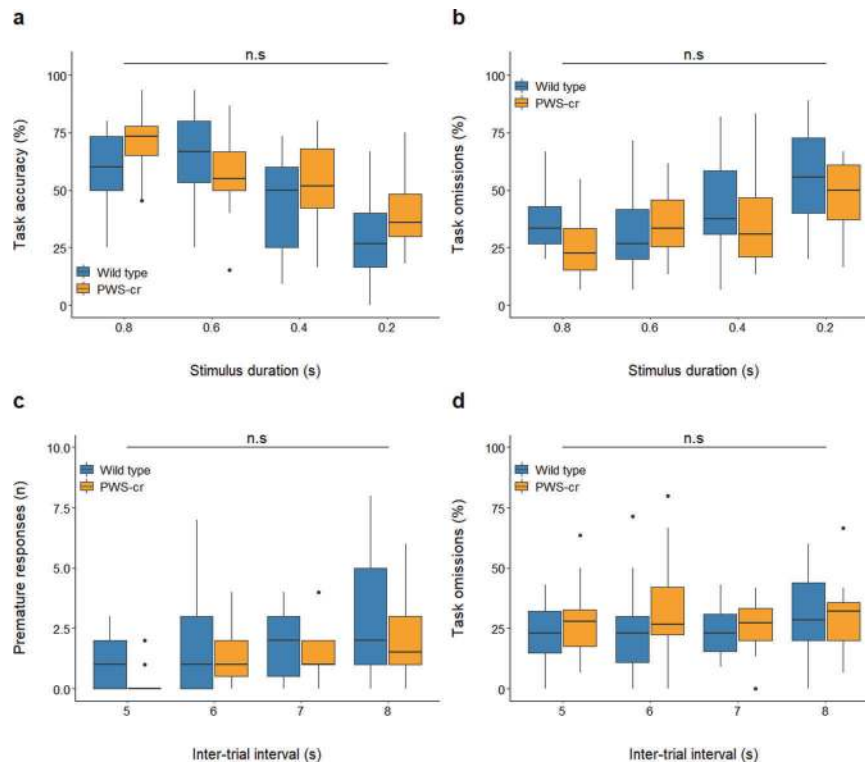 a
n.s
100
75
50
25
0
Task accuracy (%)
Wild type
PWS-cr
0.8 0.6 0.4 0.2
Stimulus duration (s)
b
n.s
100
75
50
25
0
Task omissions (%)
Wild type
PWS-cr
0.8 0.6 0.4 0.2
Stimulus duration (s)
c
n.s
10.0
7.5
5.0
2.5
0.0
Premature responses (n)
Wild type
PWS-cr
5 6 7 8
Inter-trial interval (s)
d
n.s
100
75
50
25
0
Task omissions (%)
Wild type
PWS-cr
5 6 7 8
Inter-trial interval (s)